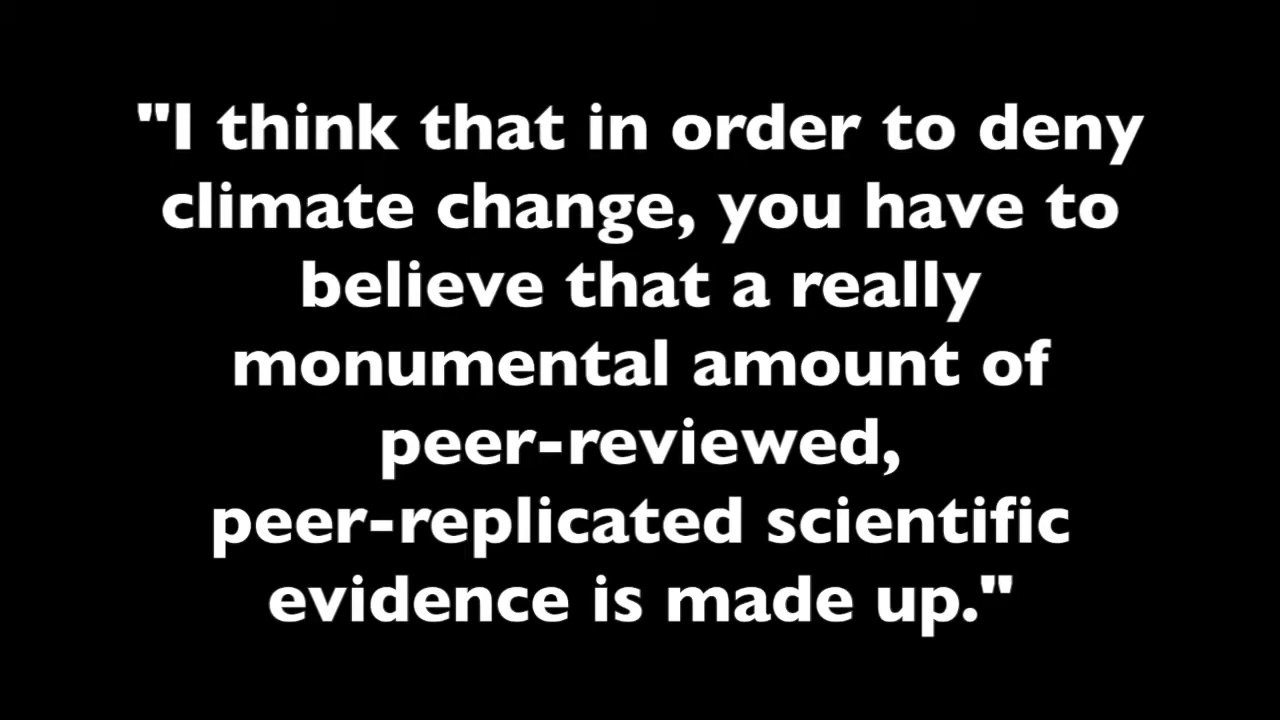 "I think that in order to deny
climate change, you have to
believe that a really
monumental amount of
peer-reviewed,
peer-replicated scientific
evidence is made up."